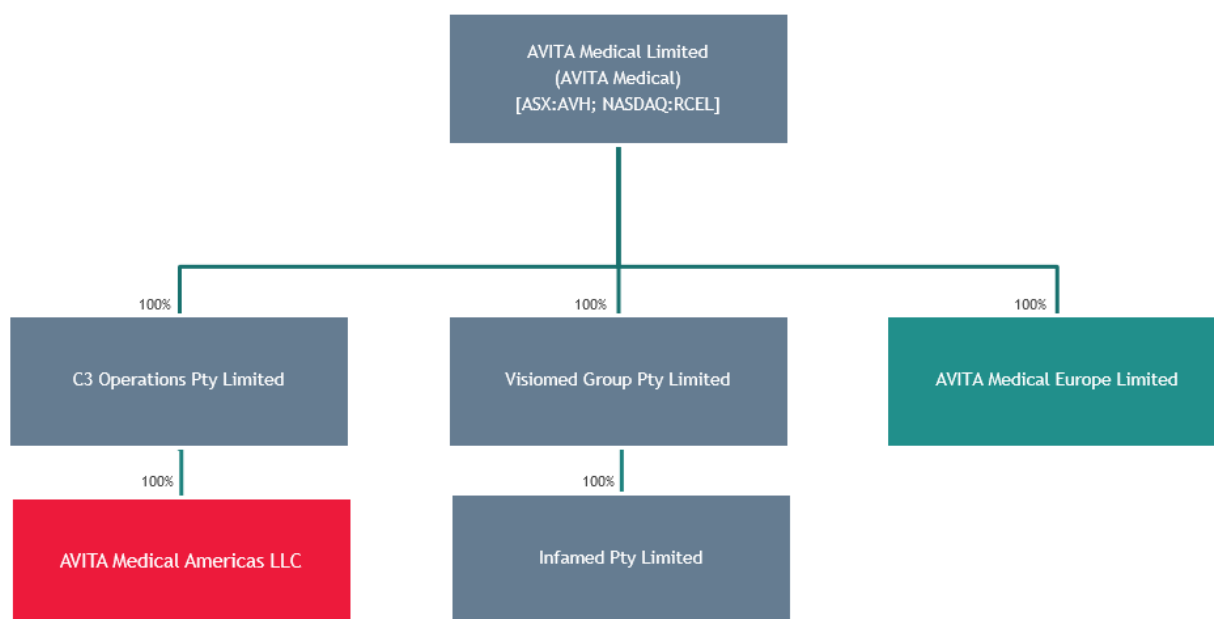 AVITA Medical Limited
(AVITA Medical)
[ASX:AVH; NASDAQ:RCEL]
100%
100%
100%
C3 Operations Pty Limited
Visiomed Group Pty Limited
AVITA Medical Europe Limited
100%
100%
AVITA Medical Americas LLC
Infamed Pty Limited